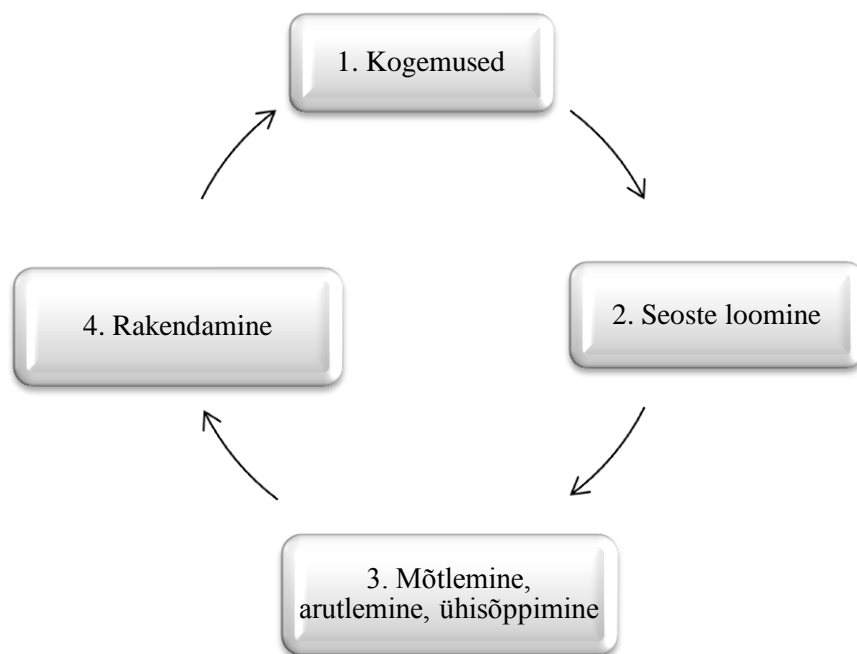 1. Kogemused
2. Seoste loomine
3. Mõtlemine,
arutlemine, ühisõppimine
4. Rakendamine